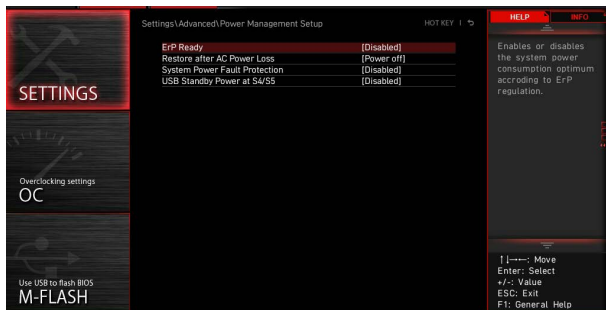 Settings\Advanced\Power Management Setup
HOT KEY | ⮌
HELP
INFO
ErP Ready [Disabled]
Restore after AC Power Loss [Power off]
System Power Fault Protection [Disabled]
USB Standby Power at S4/S5 [Disabled]
SETTINGS
Overclocking settings
OC
Use USB to flash BIOS
M-FLASH
Enables or disables
the system power
consumption optimum
accroding to ErP
regulation.
↑↓→←: Move
Enter: Select
+/-: Value
ESC: Exit
F1: General Help